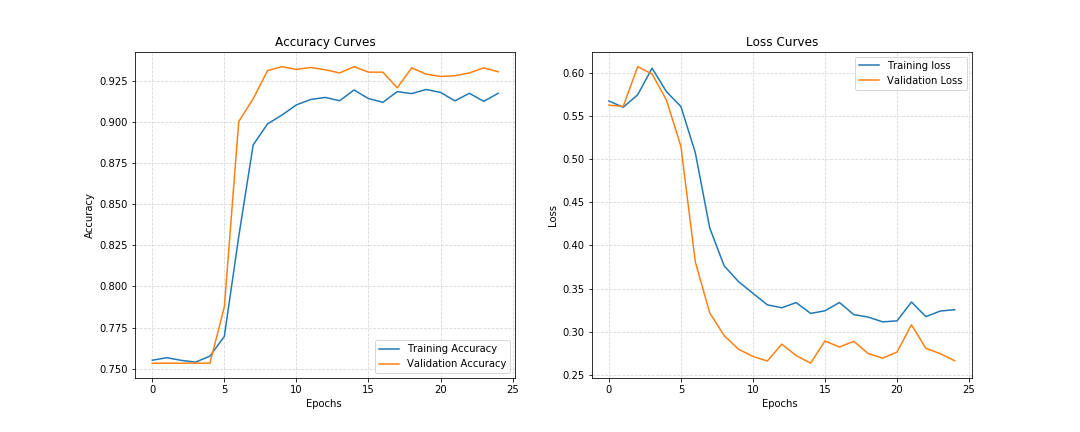 Accuracy Curves
0.925
0.900
0.875
0.850
0.825
0.800
0.775
0.750
Accuracy
Training Accuracy
Validation Accuracy
0 5 10 15 20 25
Epochs
Loss Curves
Training loss
Validation Loss
0.60
0.55
0.50
0.45
0.40
0.35
0.30
0.25
Loss
0 5 10 15 20 25
Epochs